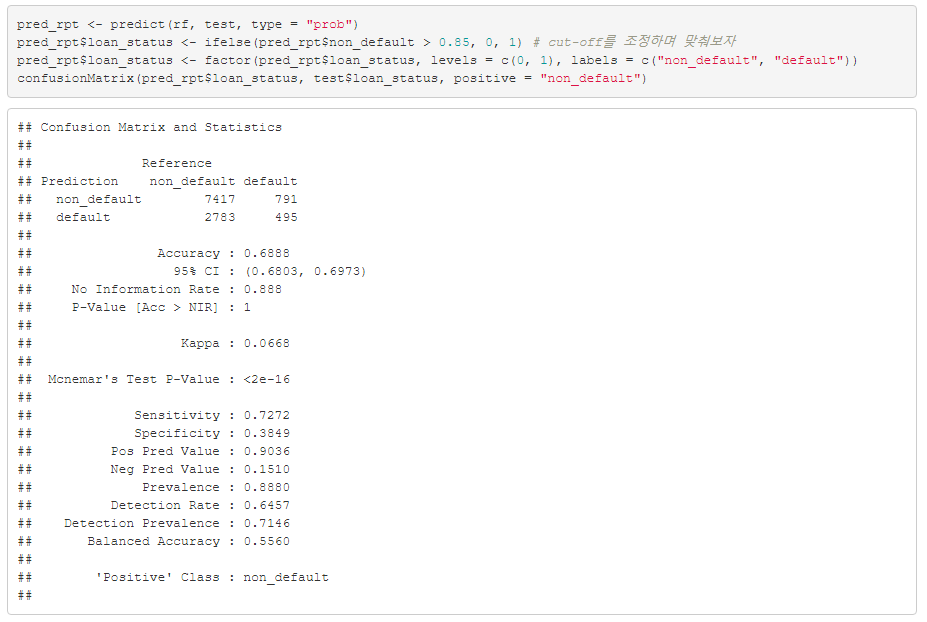 pred_rpt <- predict(rf, test, type = "prob")
pred_rpt$loan_status <- ifelse(pred_rpt$non_default > 0.85, 0, 1) # cut-off를 조정하며 맞춰보자
pred_rpt$loan_status <- factor(pred_rpt$loan_status, levels = c(0, 1), labels = c("non_default", "default"))
confusionMatrix(pred_rpt$loan_status, test$loan_status, positive = "non_default")
## Confusion Matrix and Statistics
##
##              Reference
## Prediction    non_default default
##   non_default        7417     791
##   default            2783     495
##
##                Accuracy : 0.6888
##                  95% CI : (0.6803, 0.6973)
##     No Information Rate : 0.888
##     P-Value [Acc > NIR] : 1
##
##                   Kappa : 0.0668
##
##  Mcnemar's Test P-Value : <2e-16
##
##             Sensitivity : 0.7272
##             Specificity : 0.3849
##          Pos Pred Value : 0.9036
##          Neg Pred Value : 0.1510
##              Prevalence : 0.8880
##          Detection Rate : 0.6457
##    Detection Prevalence : 0.7146
##       Balanced Accuracy : 0.5560
##
##        'Positive' Class : non_default
##